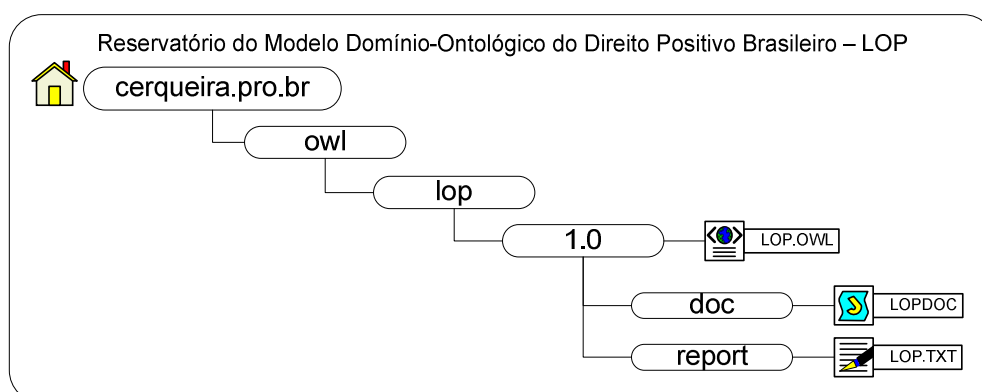 Reservatório do Modelo Domínio-Ontológico do Direito Positivo Brasileiro – LOP
cerqueira.pro.br
owl
lop
1.0
LOP.OWL
doc
LOPDOC
report
LOP.TXT